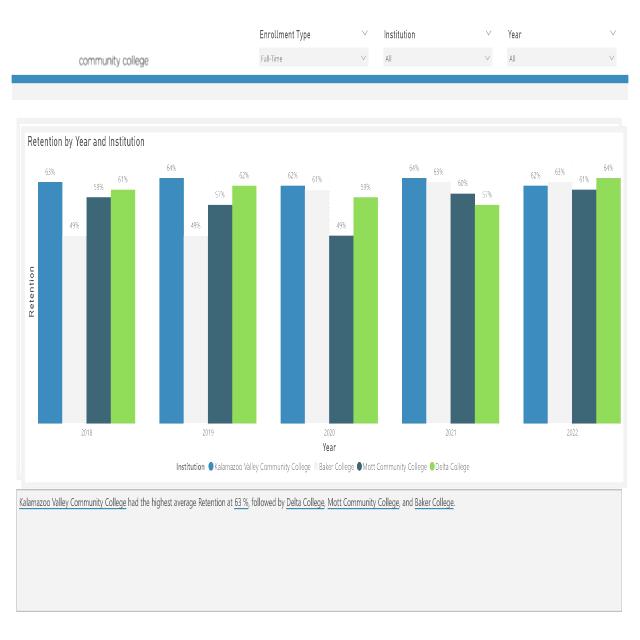 Enrollment Type Institution Year
community college
Full-Time All All
Retention by Year and Institution
63% 49% 59% 61% 64% 49% 57% 62% 62% 61% 49% 59% 64% 63% 60% 57% 62% 63% 61% 64%
Retention
2018 2019 2020 2021 2022
Year
Institution Kalamazoo Valley Community College Baker College Mott Community College Delta College
Kalamazoo Valley Community College had the highest average Retention at 63 %, followed by Delta College, Mott Community College, and Baker College.